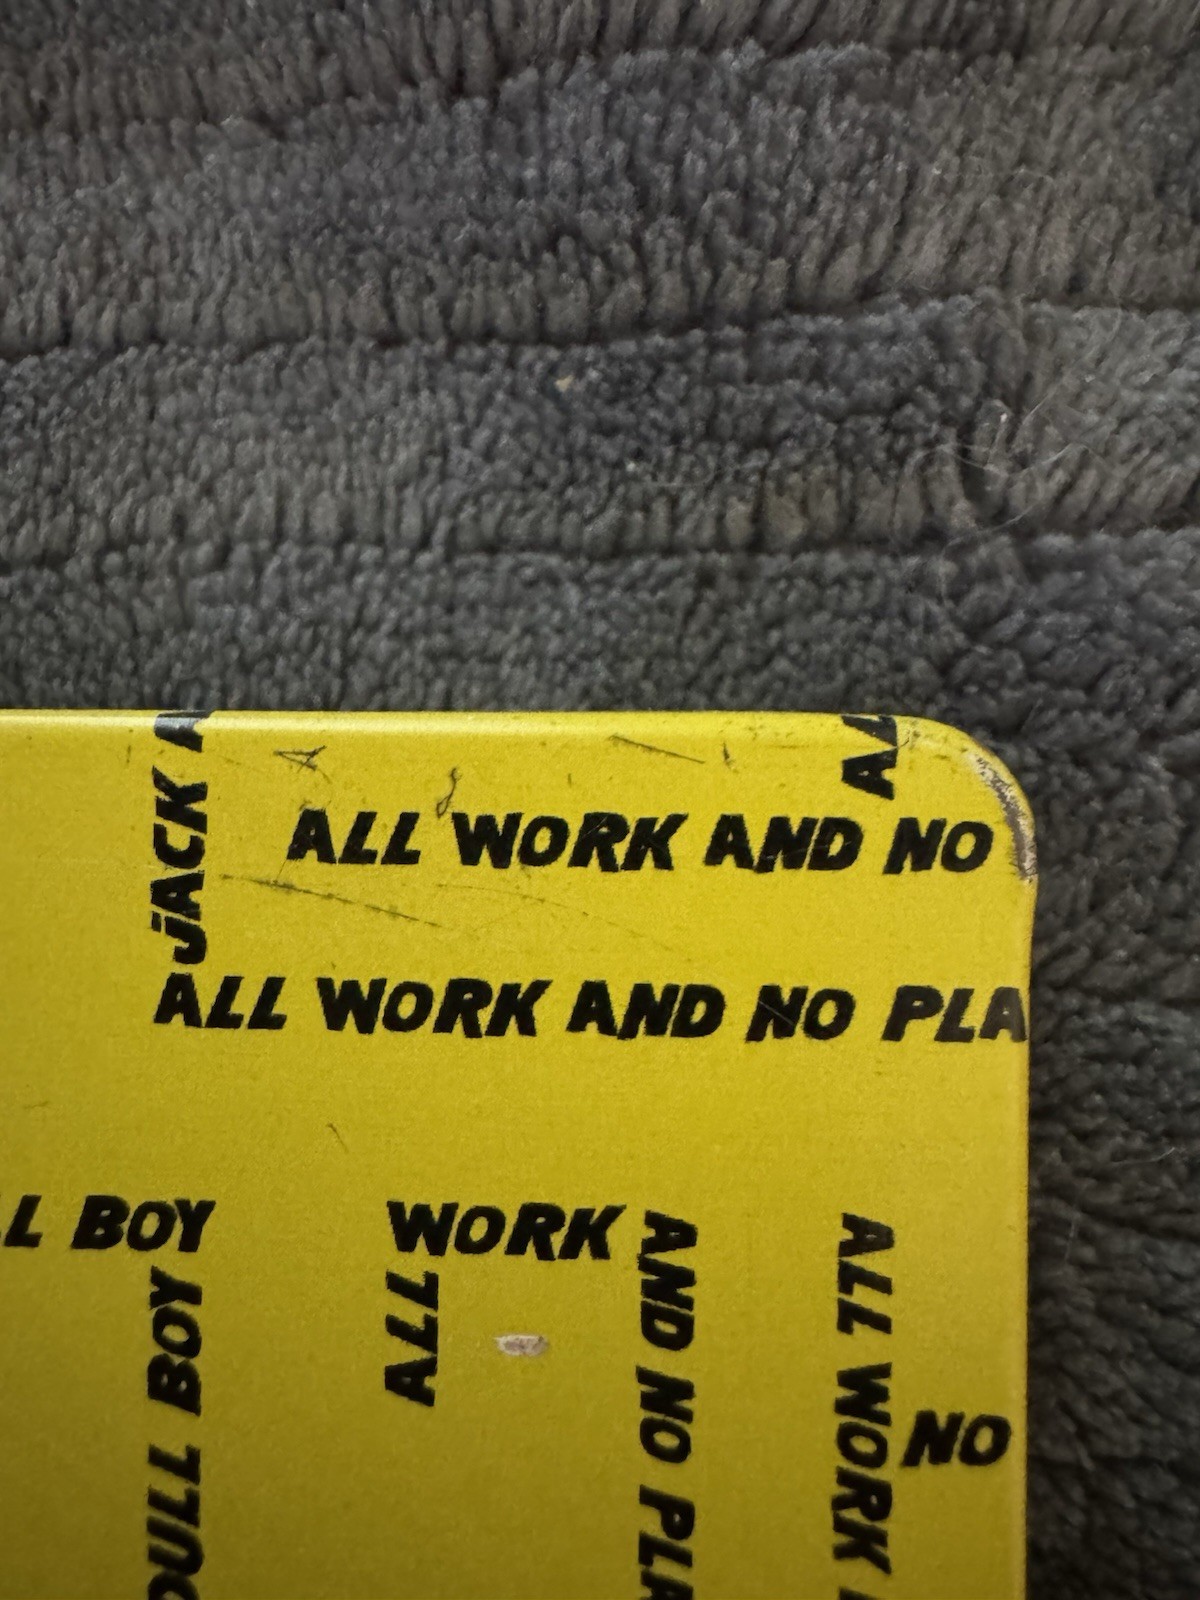 JACK A
ALL
ALL WORK AND NO
ALL WORK AND NO PLA
L BOY
WORK
ALL
AND NO PLA
ALL WORK
NO
DULL BOY